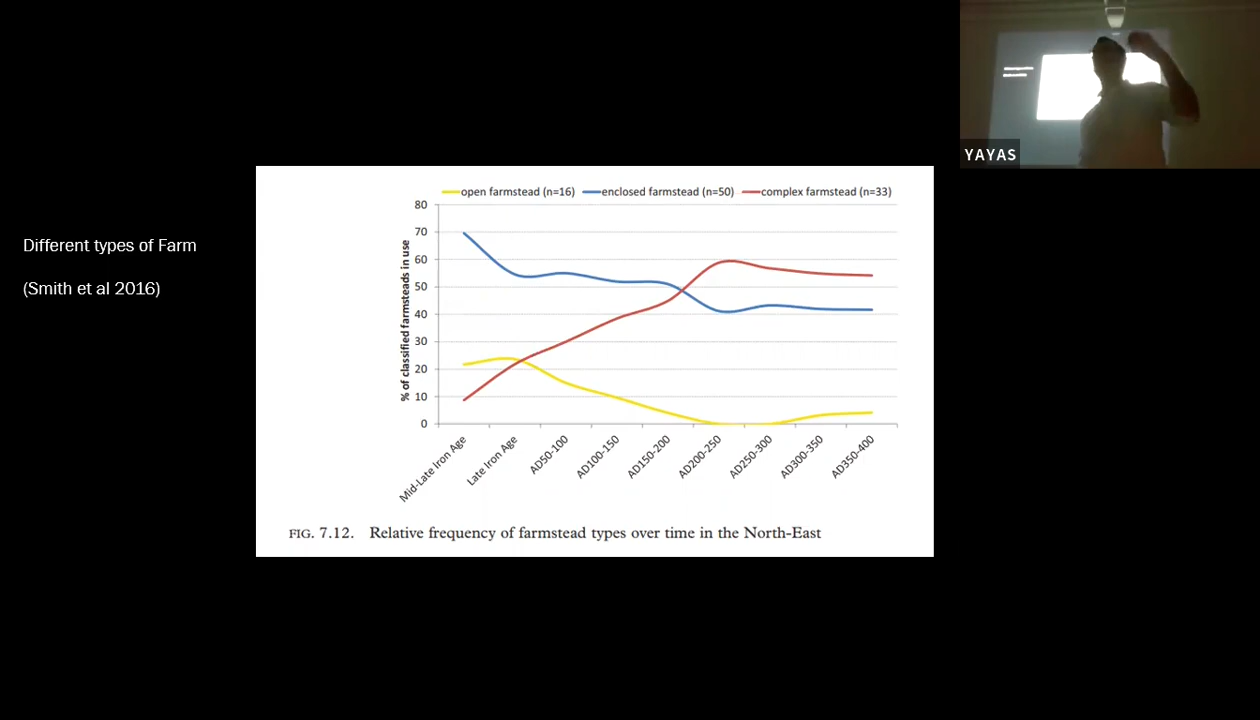 YAYAS
Different types of Farm
(Smith et al 2016)
open farmstead (n=16) enclosed farmstead (n=50) complex farmstead (n=33)
% of classified farmsteads in use
80
70
60
50
40
30
20
10
0
Mid-Late Iron Age
Late Iron Age
AD50-100
AD100-150
AD150-200
AD200-250
AD250-300
AD300-350
AD350-400
FIG. 7.12. Relative frequency of farmstead types over time in the North-East